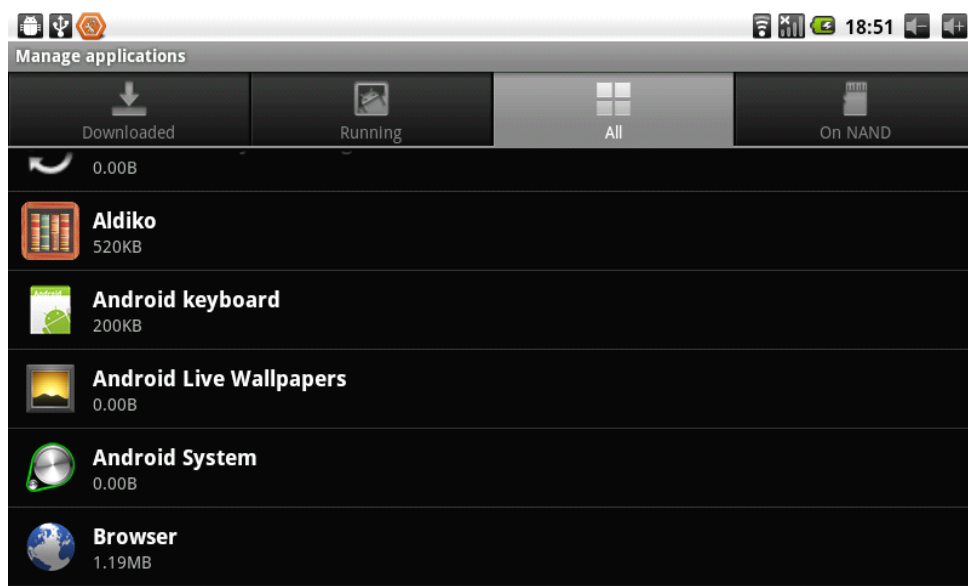 18:51
Manage applications
Downloaded
Running
All
On NAND
0.00B
Aldiko
520KB
Android keyboard
200KB
Android Live Wallpapers
0.00B
Android System
0.00B
Browser
1.19MB